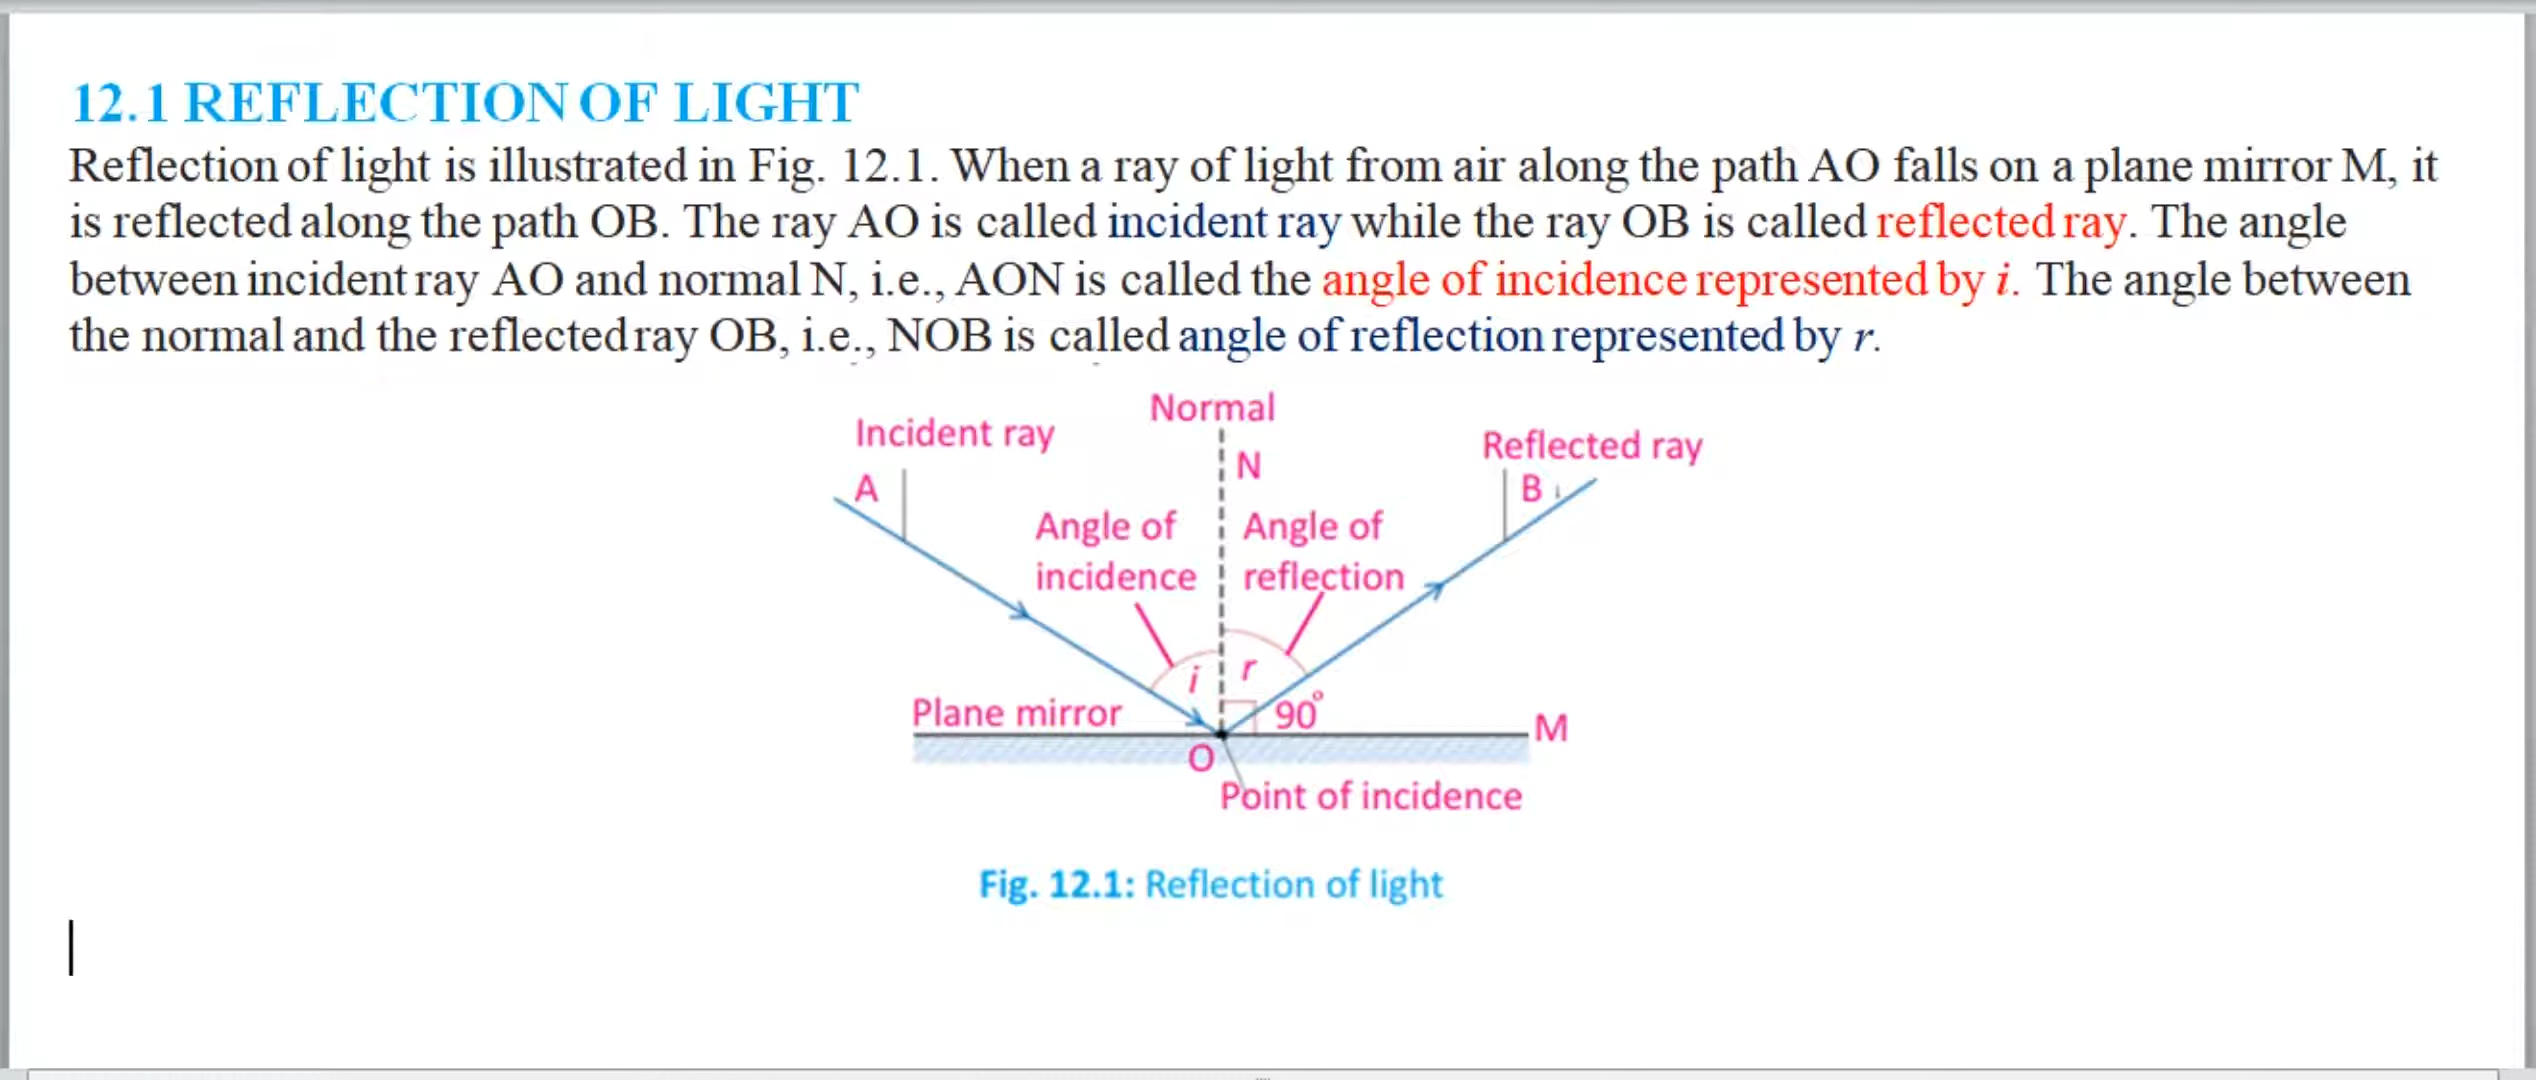 12.1 REFLECTION OF LIGHT
Reflection of light is illustrated in Fig. 12.1. When a ray of light from air along the path AO falls on a plane mirror M, it
is reflected along the path OB. The ray AO is called incident ray while the ray OB is called reflected ray. The angle
between incident ray AO and normal N, i.e., AON is called the angle of incidence represented by i. The angle between
the normal and the reflected ray OB, i.e., NOB is called angle of reflection represented by r.
Normal
Incident ray
Reflected ray
N
A
B
Angle of
incidence
Angle of
reflection
i
r
Plane mirror
90°
M
O
Point of incidence
Fig. 12.1: Reflection of light